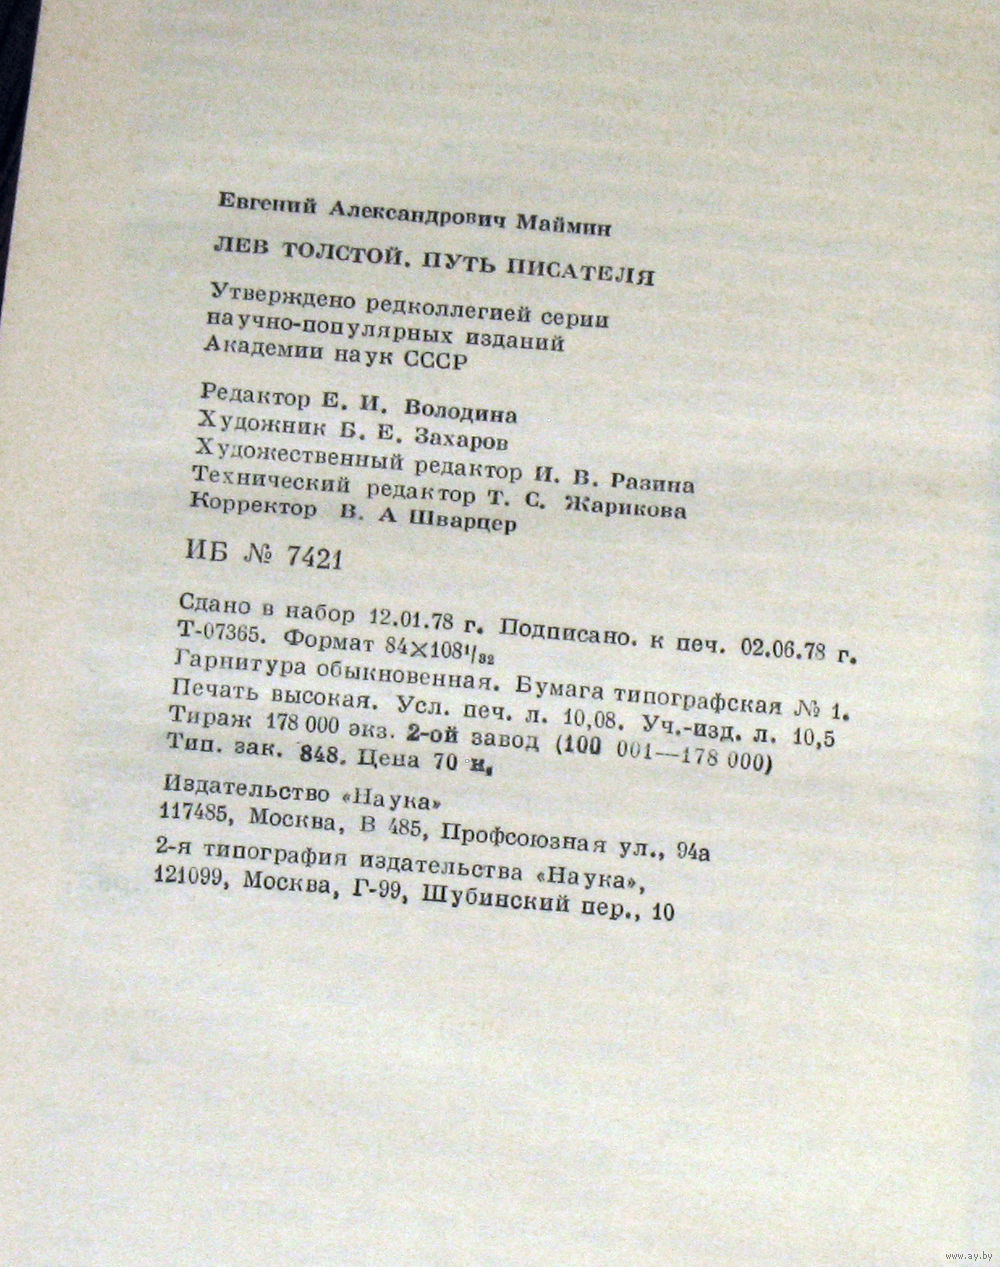 Евгений Александрович Маймин
ЛЕВ ТОЛСТОЙ. ПУТЬ ПИСАТЕЛЯ
Утверждено редколлегией серии
научно-популярных изданий
Академии наук СССР
Редактор Е. И. Володина
Художник Б. Е. Захаров
Художественный редактор И. В. Разина
Технический редактор Т. С. Жарикова
Корректор В. А Шварцер
ИБ № 7421
Сдано в набор 12.01.78 г. Подписано. к печ. 02.06.78 г.
Т-07365. Формат 84×108¹/₃₂
Гарнитура обыкновенная. Бумага типографская № 1.
Печать высокая. Усл. печ. л. 10,08. Уч.-изд. л. 10,5
Тираж 178 000 экз. 2-ой завод (100 001—178 000)
Тип. зак. 848. Цена 70 к.
Издательство «Наука»
117485, Москва, В 485, Профсоюзная ул., 94а
2-я типография издательства «Наука»,
121099, Москва, Г-99, Шубинский пер., 10
www.ay.by